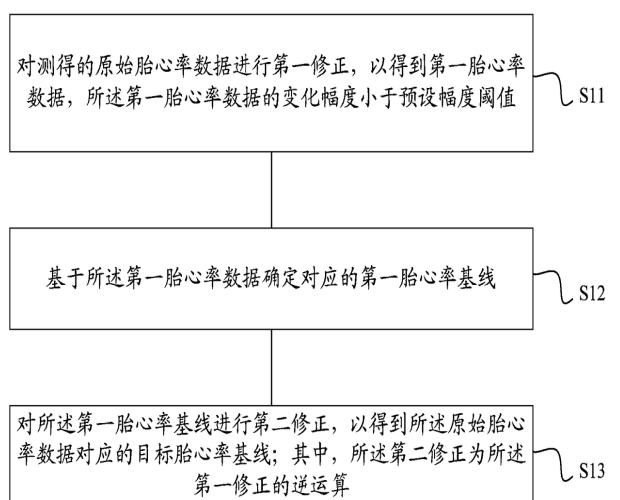 对测得的原始胎心率数据进行第一修正，以得到第一胎心率
数据，所述第一胎心率数据的变化幅度小于预设幅度阈值
S11
基于所述第一胎心率数据确定对应的第一胎心率基线
S12
对所述第一胎心率基线进行第二修正，以得到所述原始胎心
率数据对应的目标胎心率基线；其中，所述第二修正为所述
第一修正的逆运算
S13